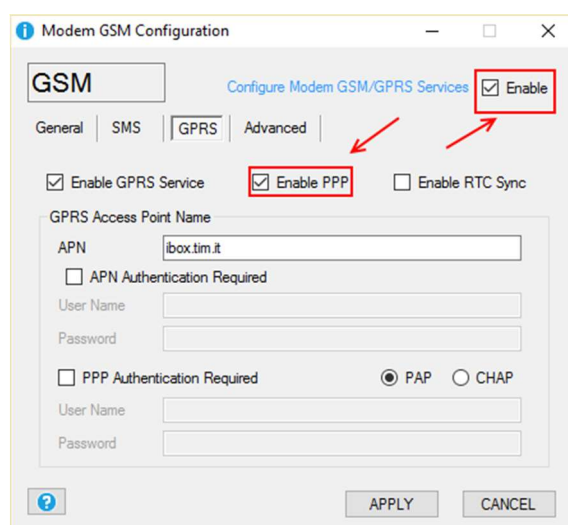 Modem GSM Configuration
GSM
Configure Modem GSM/GPRS Services Enable
General SMS GPRS Advanced
Enable GPRS Service Enable PPP Enable RTC Sync
GPRS Access Point Name
APN ibox.tim.it
APN Authentication Required
User Name
Password
PPP Authentication Required PAP CHAP
User Name
Password
APPLY CANCEL